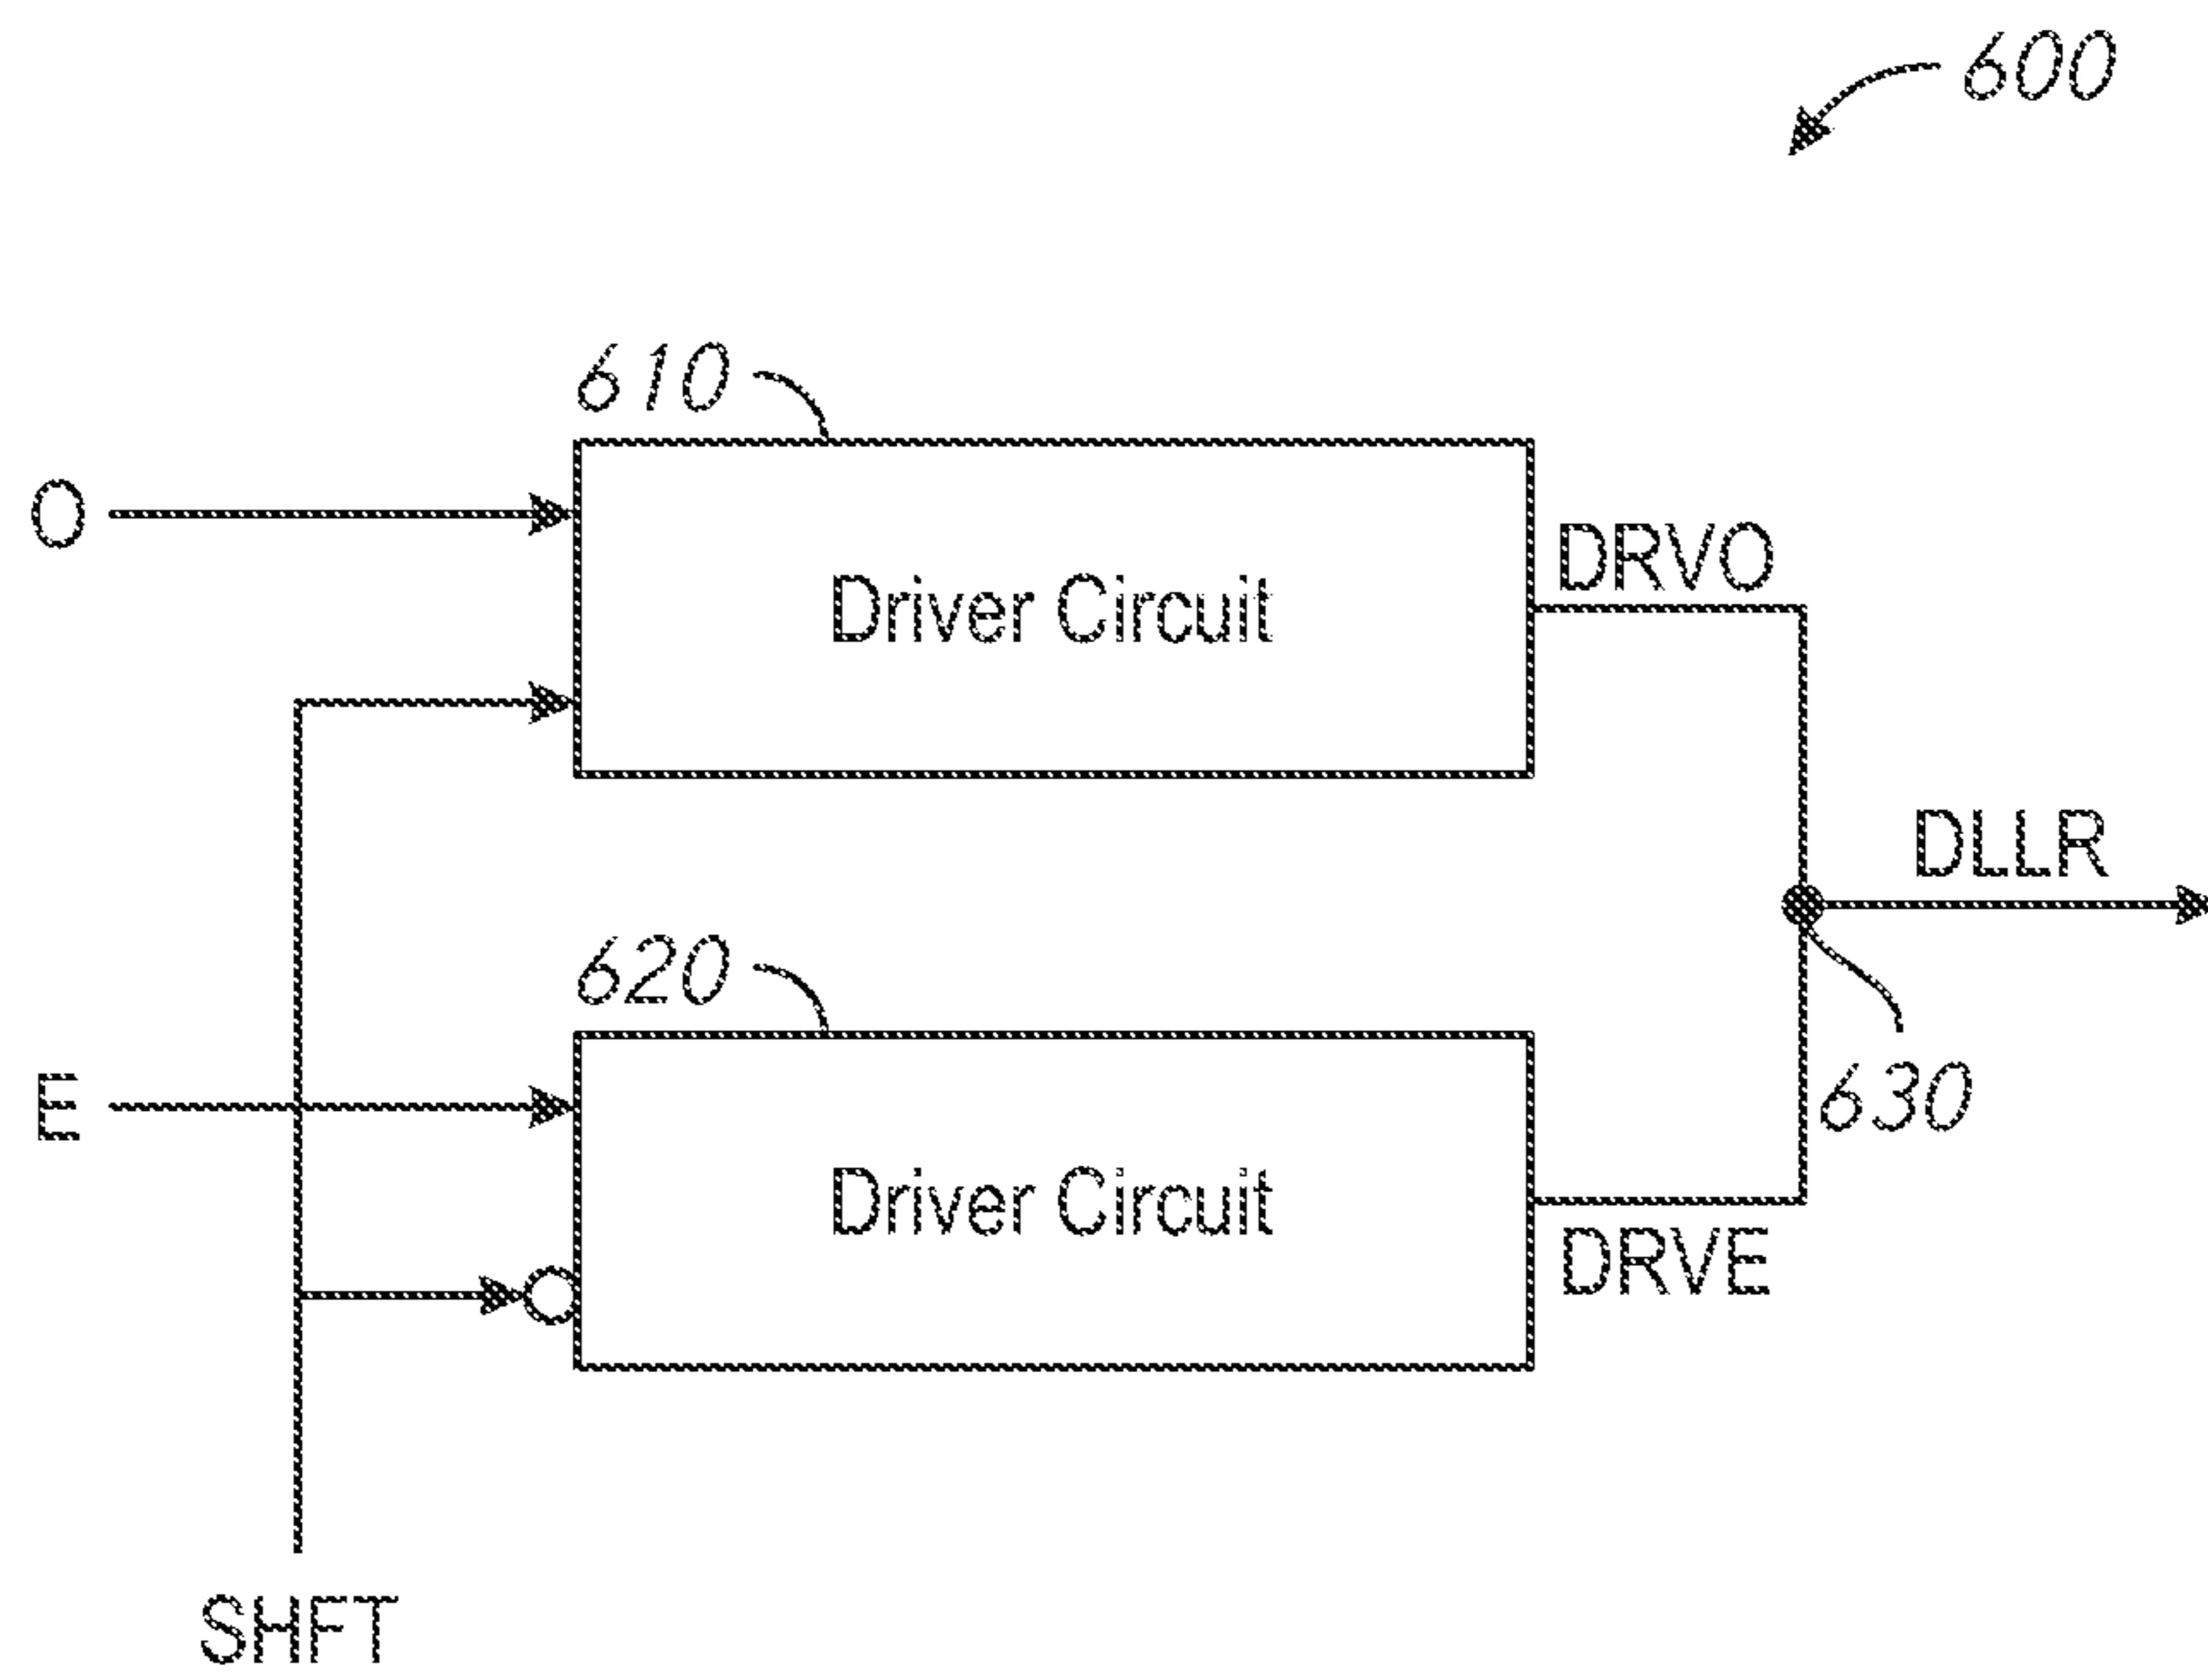 600
610
O
Driver Circuit
DRVO
DLLR
620
E
Driver Circuit
630
DRVE
SHFT